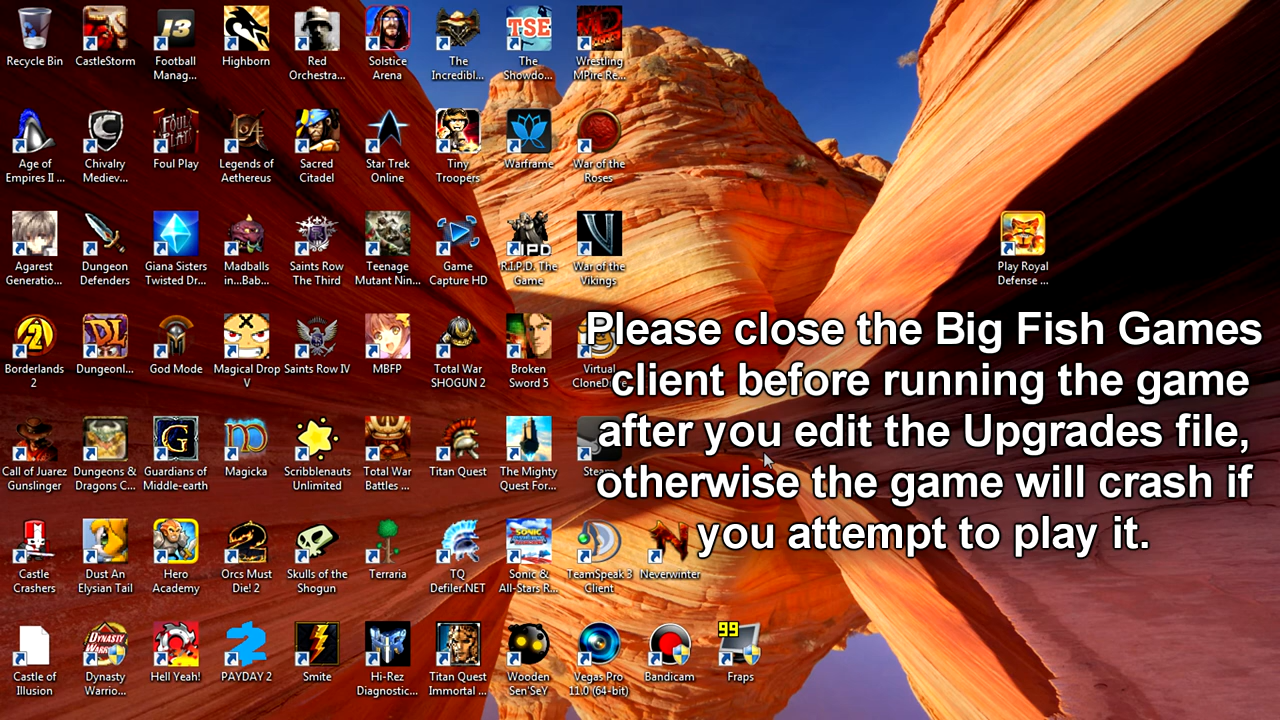 Recycle Bin
CastleStorm
Football
Manag...
Highborn
Red
Orchestra...
Solstice
Arena
The
Incredibl...
TSE
The
Showdo...
Wrestling
MPire Re...
Age of
Empires II ...
Chivalry
Mediev...
FOUL
PLAY
Foul Play
LOA
Legends of
Aethereus
Sacred
Citadel
Star Trek
Online
Tiny
Troopers
Warframe
War of the
Roses
Agarest
Generatio...
Dungeon
Defenders
Giana Sisters
Twisted Dr...
Madballs
in...Bab...
Saints Row
The Third
Teenage
Mutant Nin...
Game
Capture HD
R.I.P.D. The
Game
War of the
Vikings
Play Royal
Defense ...
Borderlands
2
DL
Dungeonl...
God Mode
Magical Drop
V
Saints Row IV
MBFP
Total War
SHOGUN 2
Broken
Sword 5
Virtual
CloneD...
Please close the Big Fish Games
client before running the game
after you edit the Upgrades file,
otherwise the game will crash if
you attempt to play it.
Call of Juarez
Gunslinger
Dungeons &
Dragons C...
Guardians of
Middle-earth
Magicka
Scribblenauts
Unlimited
Total War
Battles ...
Titan Quest
The Mighty
Quest For...
Steam
Castle
Crashers
Dust An
Elysian Tail
Hero
Academy
Orcs Must
Die! 2
Skulls of the
Shogun
Terraria
TQ
Defiler.NET
Sonic &
All-Stars R...
TeamSpeak 3
Client
Neverwinter
Castle of
Illusion
Dynasty
Warrio...
Hell Yeah!
PAYDAY 2
Smite
Hi-Rez
Diagnostic...
Titan Quest
Immortal ...
Wooden
Sen'SeY
Vegas Pro
11.0 (64-bit)
Bandicam
99
Fraps